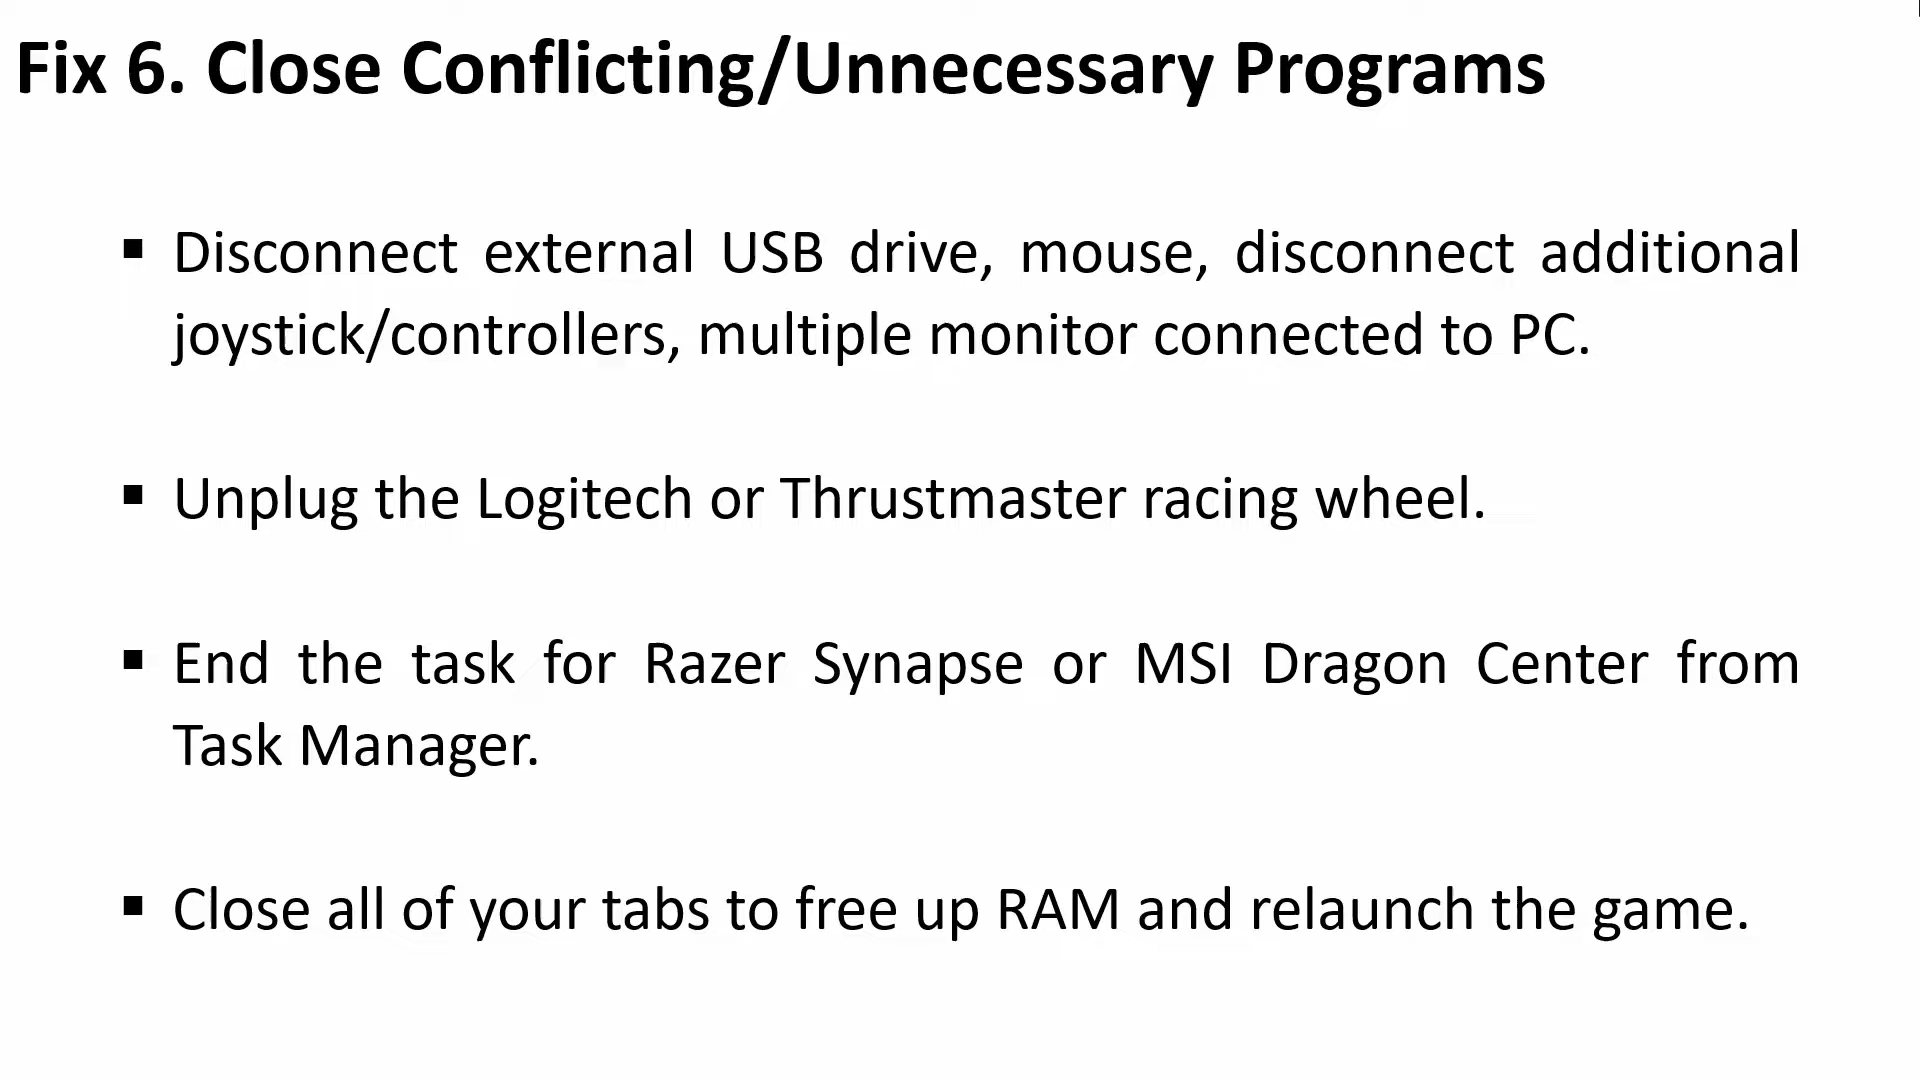 Fix 6. Close Conflicting/Unnecessary Programs
▪ Disconnect external USB drive, mouse, disconnect additional
joystick/controllers, multiple monitor connected to PC.
▪ Unplug the Logitech or Thrustmaster racing wheel.
▪ End the task for Razer Synapse or MSI Dragon Center from
Task Manager.
▪ Close all of your tabs to free up RAM and relaunch the game.